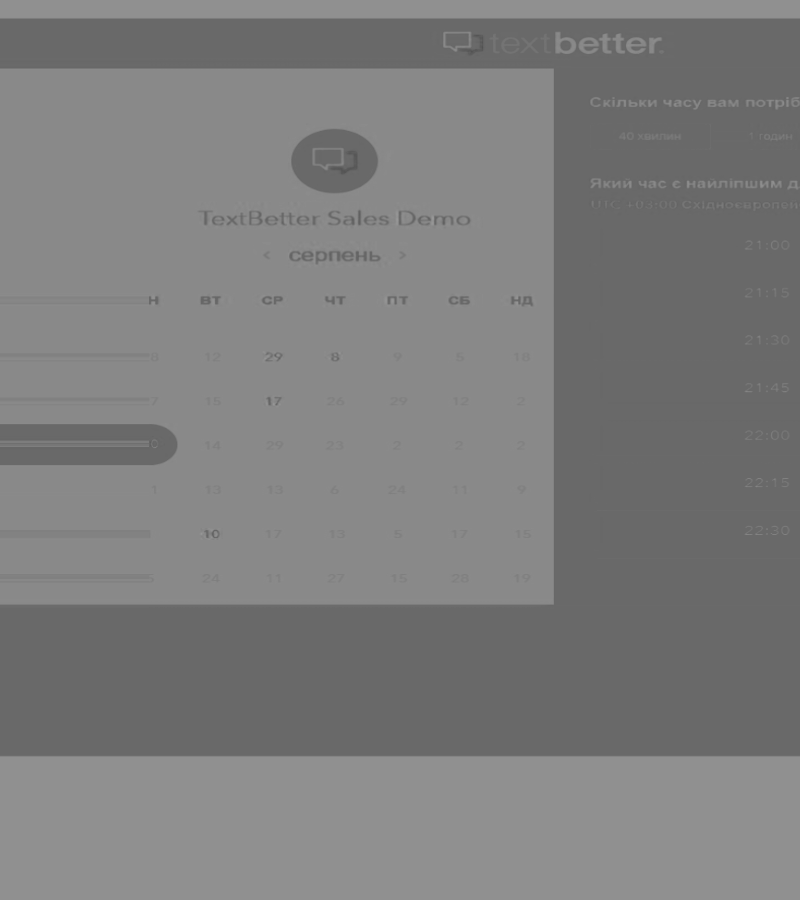 textbetter.
TextBetter Sales Demo
‹ серпень ›
Н ВТ СР ЧТ ПТ СБ НД
8 12 29 8 9 5 16
7 15 17 26 29 12 2
0 14 29 23 2 2 2
1 13 13 6 24 11 9
10 17 13 5 17 15
24 11 27 15 28 19
Скільки часу вам потріб
40 хвилин 1 годин
Який час є найліпшим д
UTC +03:00
21:00
21:15
21:30
21:45
22:00
22:15
22:30